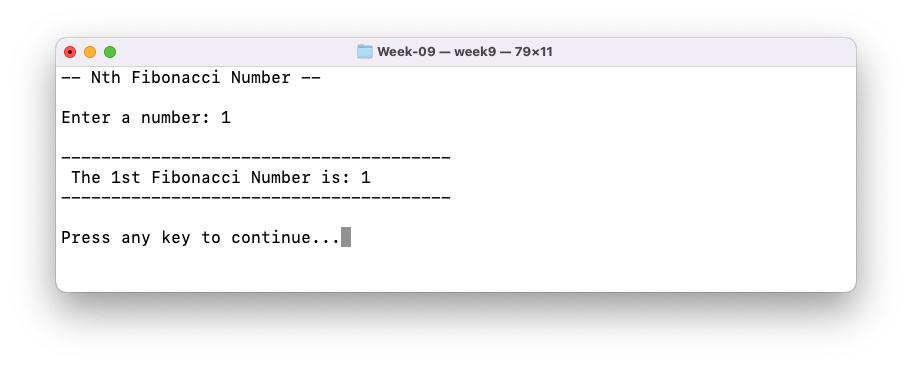 Week-09 — week9 — 79×11
-- Nth Fibonacci Number --
Enter a number: 1
---------------------------------------
The 1st Fibonacci Number is: 1
---------------------------------------
Press any key to continue...